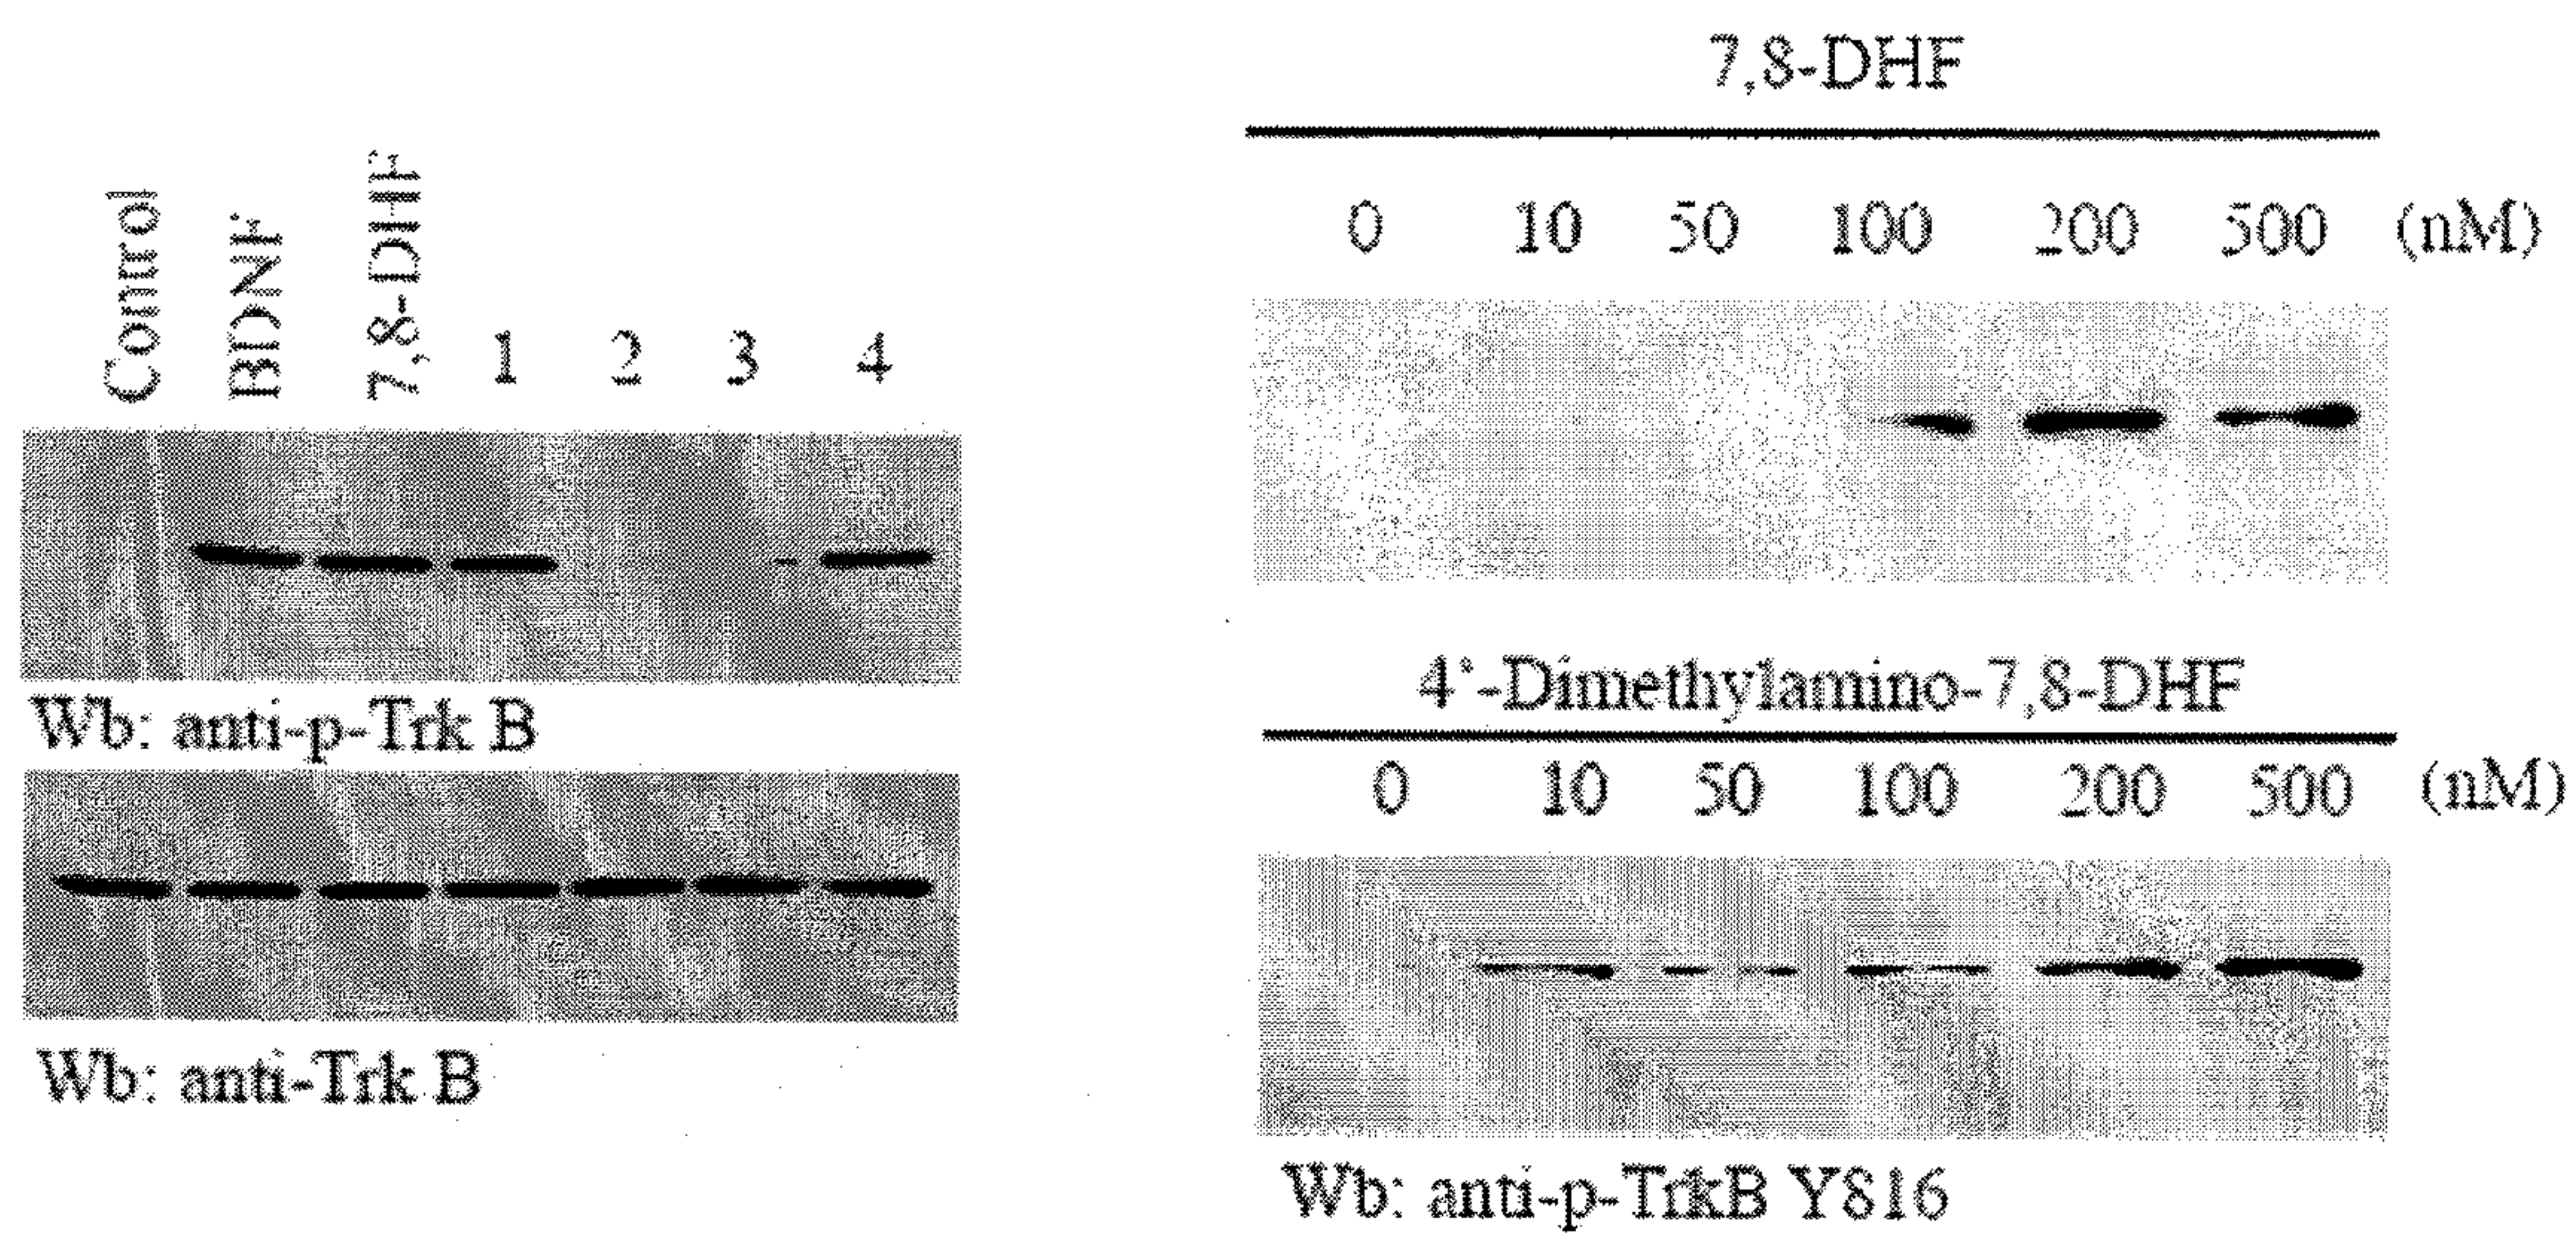 Control BDNF 7,8-DHF 1 2 3 4
Wb: anti-p-Trk B
Wb: anti-Trk B
7,8-DHF
0 10 50 100 200 500 (nM)
4'-Dimethylamino-7,8-DHF
0 10 50 100 200 500 (nM)
Wb: anti-p-TrkB Y816